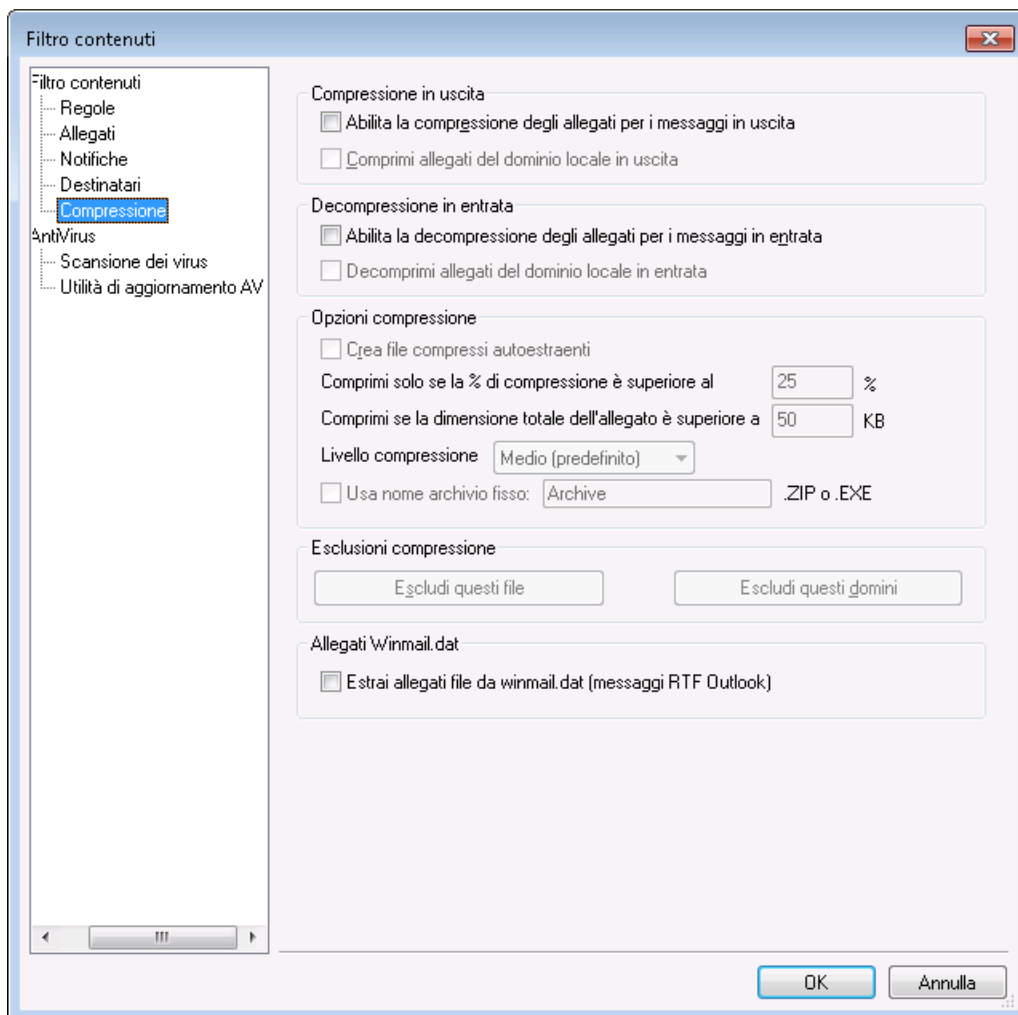 Filtro contenuti
Filtro contenuti
Regole
Allegati
Notifiche
Destinatari
Compressione
AntiVirus
Scansione dei virus
Utilità di aggiornamento AV
Compressione in uscita
Abilita la compressione degli allegati per i messaggi in uscita
Comprimi allegati del dominio locale in uscita
Decompressione in entrata
Abilita la decompressione degli allegati per i messaggi in entrata
Decomprimi allegati del dominio locale in entrata
Opzioni compressione
Crea file compressi autoestraenti
Comprimi solo se la % di compressione è superiore al 25 %
Comprimi se la dimensione totale dell'allegato è superiore a 50 KB
Livello compressione Medio (predefinito)
Usa nome archivio fisso: Archive .ZIP o .EXE
Esclusioni compressione
Escludi questi file Escludi questi domini
Allegati Winmail.dat
Estrai allegati file da winmail.dat (messaggi RTF Outlook)
OK Annulla